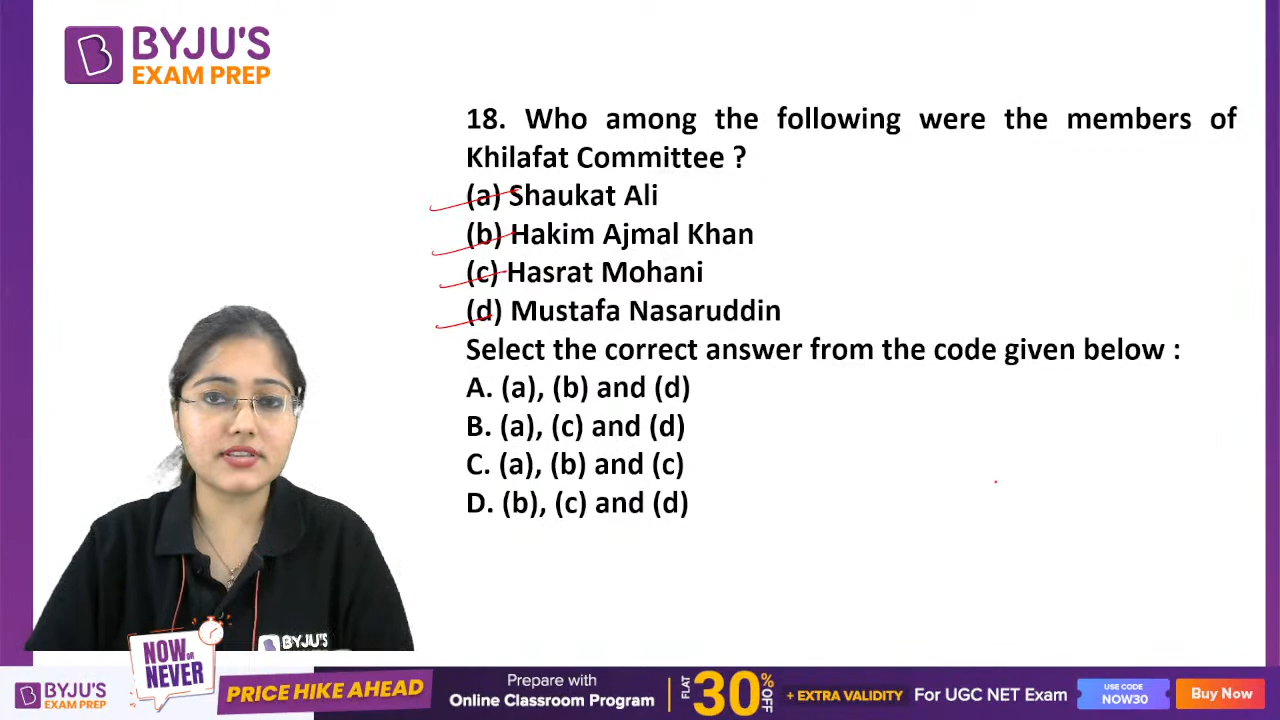 BYJU'S
EXAM PREP
18. Who among the following were the members of
Khilafat Committee ?
(a) Shaukat Ali
(b) Hakim Ajmal Khan
(c) Hasrat Mohani
(d) Mustafa Nasaruddin
Select the correct answer from the code given below :
A. (a), (b) and (d)
B. (a), (c) and (d)
C. (a), (b) and (c)
D. (b), (c) and (d)
BYJU'S
NOW OR NEVER
BYJU'S
EXAM PREP
PRICE HIKE AHEAD
Prepare with
Online Classroom Program
FLAT 30% OFF
+ EXTRA VALIDITY
For UGC NET Exam
USE CODE
NOW30
Buy Now